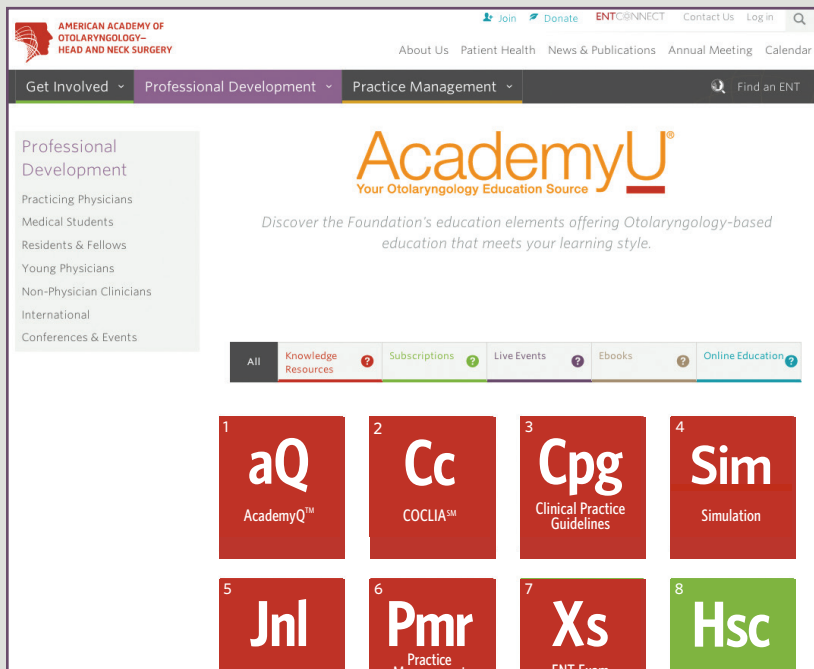 AMERICAN ACADEMY OF
OTOLARYNGOLOGY–
HEAD AND NECK SURGERY
Join Donate ENTCONNECT Contact Us Log in
About Us Patient Health News & Publications Annual Meeting Calendar
Get Involved Professional Development Practice Management Find an ENT
Professional
Development
Practicing Physicians
Medical Students
Residents & Fellows
Young Physicians
Non-Physician Clinicians
International
Conferences & Events
AcademyU®
Your Otolaryngology Education Source
Discover the Foundation's education elements offering Otolaryngology-based
education that meets your learning style.
All
Knowledge
Resources ?
Subscriptions ?
Live Events ?
Ebooks ?
Online Education ?
1
aQ
AcademyQ™
2
Cc
COCLIA℠
3
Cpg
Clinical Practice
Guidelines
4
Sim
Simulation
5
Jnl
6
Pmr
Practice
7
Xs
ENT Exam
8
Hsc